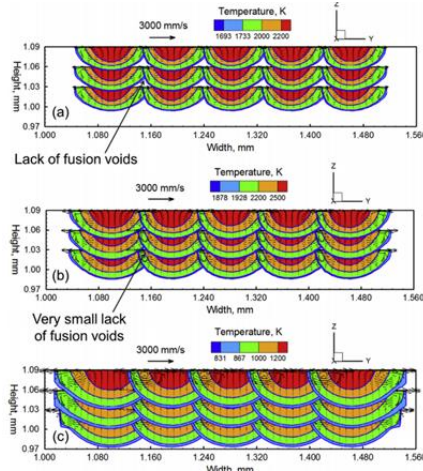 3000 mm/s
Temperature, K
1693 1733 2000 2200
Z
X Y
Height, mm
1.09
1.06
1.03
1.00
0.97
(a)
1.000 1.080 1.160 1.240 1.320 1.400 1.560
Width, mm
Lack of fusion voids
3000 mm/s
Temperature, K
1878 1928 2200 2500
Z
X Y
Height, mm
1.09
1.06
1.03
1.00
0.97
(b)
1.000 1.080 1.160 1.240 1.320 1.400 1.560
Width, mm
Very small lack
of fusion voids
3000 mm/s
Temperature, K
831 867 1000 1200
Z
X Y
Height, mm
1.09
1.06
1.03
1.00
0.97
(c)
1.000 1.080 1.160 1.240 1.320 1.400 1.560
Width, mm